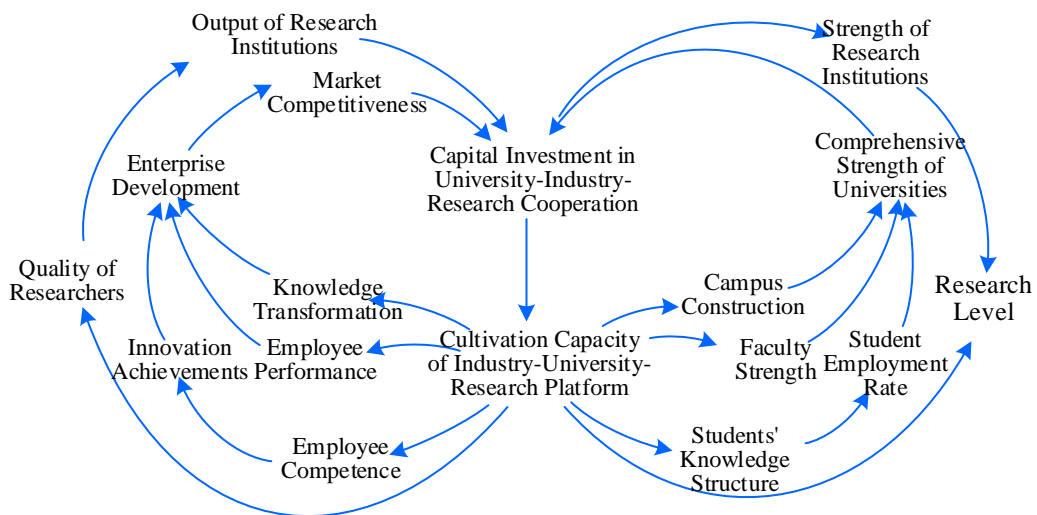 Output of Research
Institutions
Strength of
Research
Institutions
Market
Competitiveness
Capital Investment in
University-Industry-
Research Cooperation
Comprehensive
Strength of
Universities
Enterprise
Development
Quality of
Researchers
Knowledge
Transformation
Campus
Construction
Research
Level
Innovation
Achievements
Employee
Performance
Cultivation Capacity
of Industry-University-
Research Platform
Faculty
Strength
Student
Employment
Rate
Employee
Competence
Students'
Knowledge
Structure